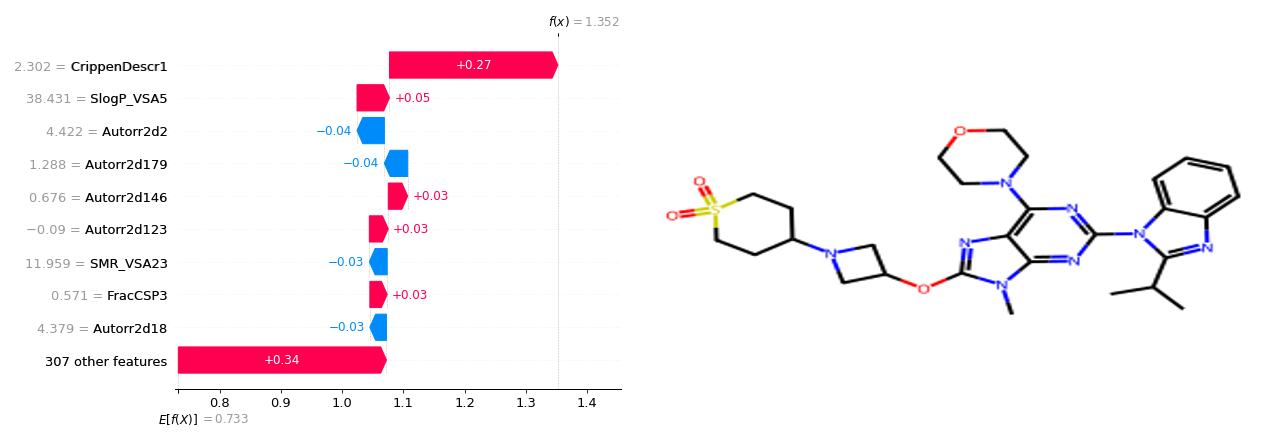 f(x) = 1.352
2.302 = CrippenDescr1
+0.27
38.431 = SlogP_VSA5
+0.05
4.422 = Autorr2d2
−0.04
1.288 = Autorr2d179
−0.04
0.676 = Autorr2d146
+0.03
−0.09 = Autorr2d123
+0.03
11.959 = SMR_VSA23
−0.03
0.571 = FracCSP3
+0.03
4.379 = Autorr2d18
−0.03
307 other features
+0.34
0.8 0.9 1.0 1.1 1.2 1.3 1.4
E[f(X)] = 0.733
O
N
N
N
N
N
N
N
O
N
S
O
O